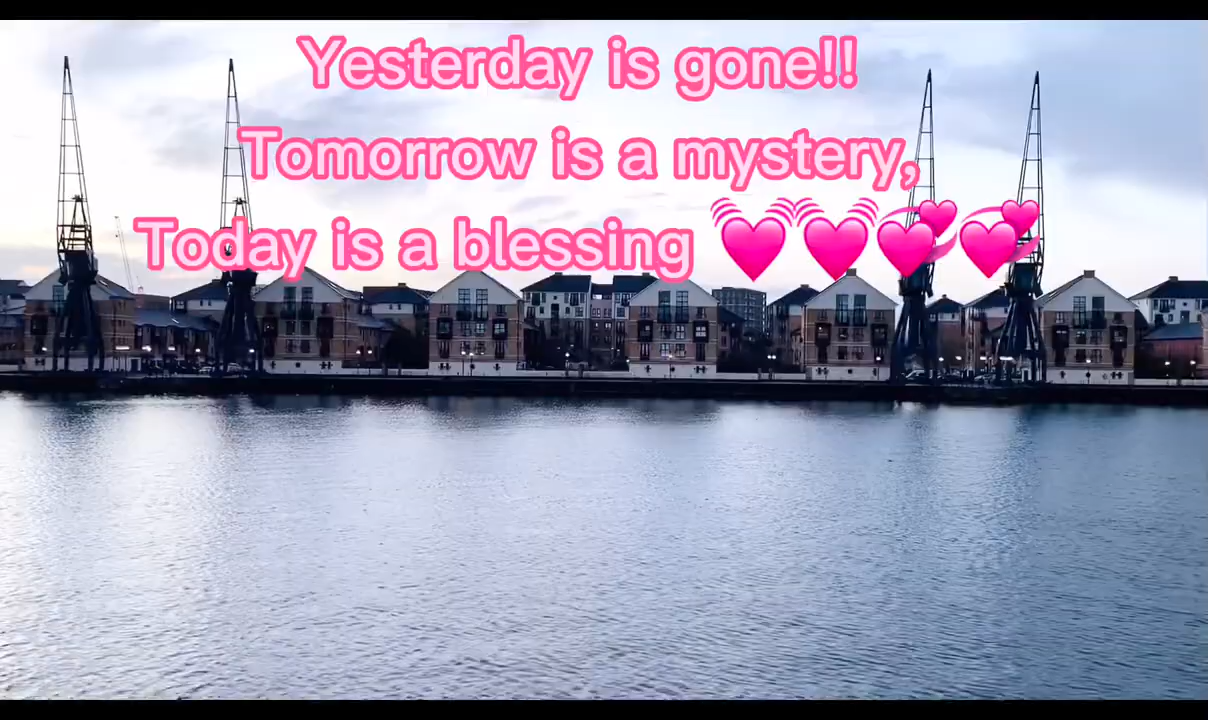 Yesterday is gone!!
Tomorrow is a mystery,
Today is a blessing 💓💓💞💞